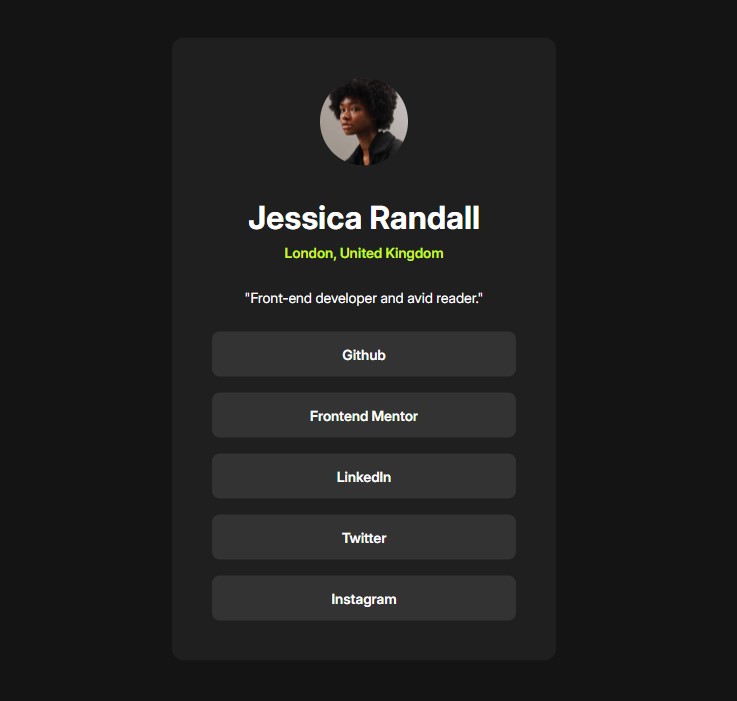 Jessica Randall
London, United Kingdom
"Front-end developer and avid reader."
Github
Frontend Mentor
LinkedIn
Twitter
Instagram